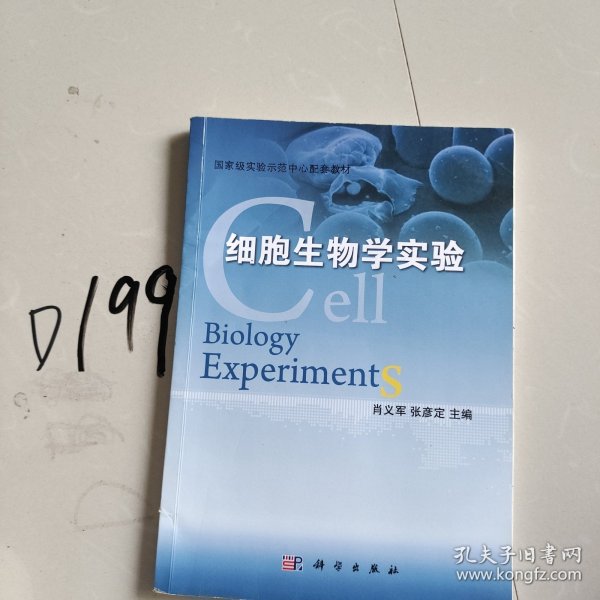 国家级实验示范中心配套教材
细胞生物学实验
Cell
Biology
Experiments
肖义军 张彦定 主编
D199
SP 科学出版社
孔夫子旧书网
www.kongfz.com